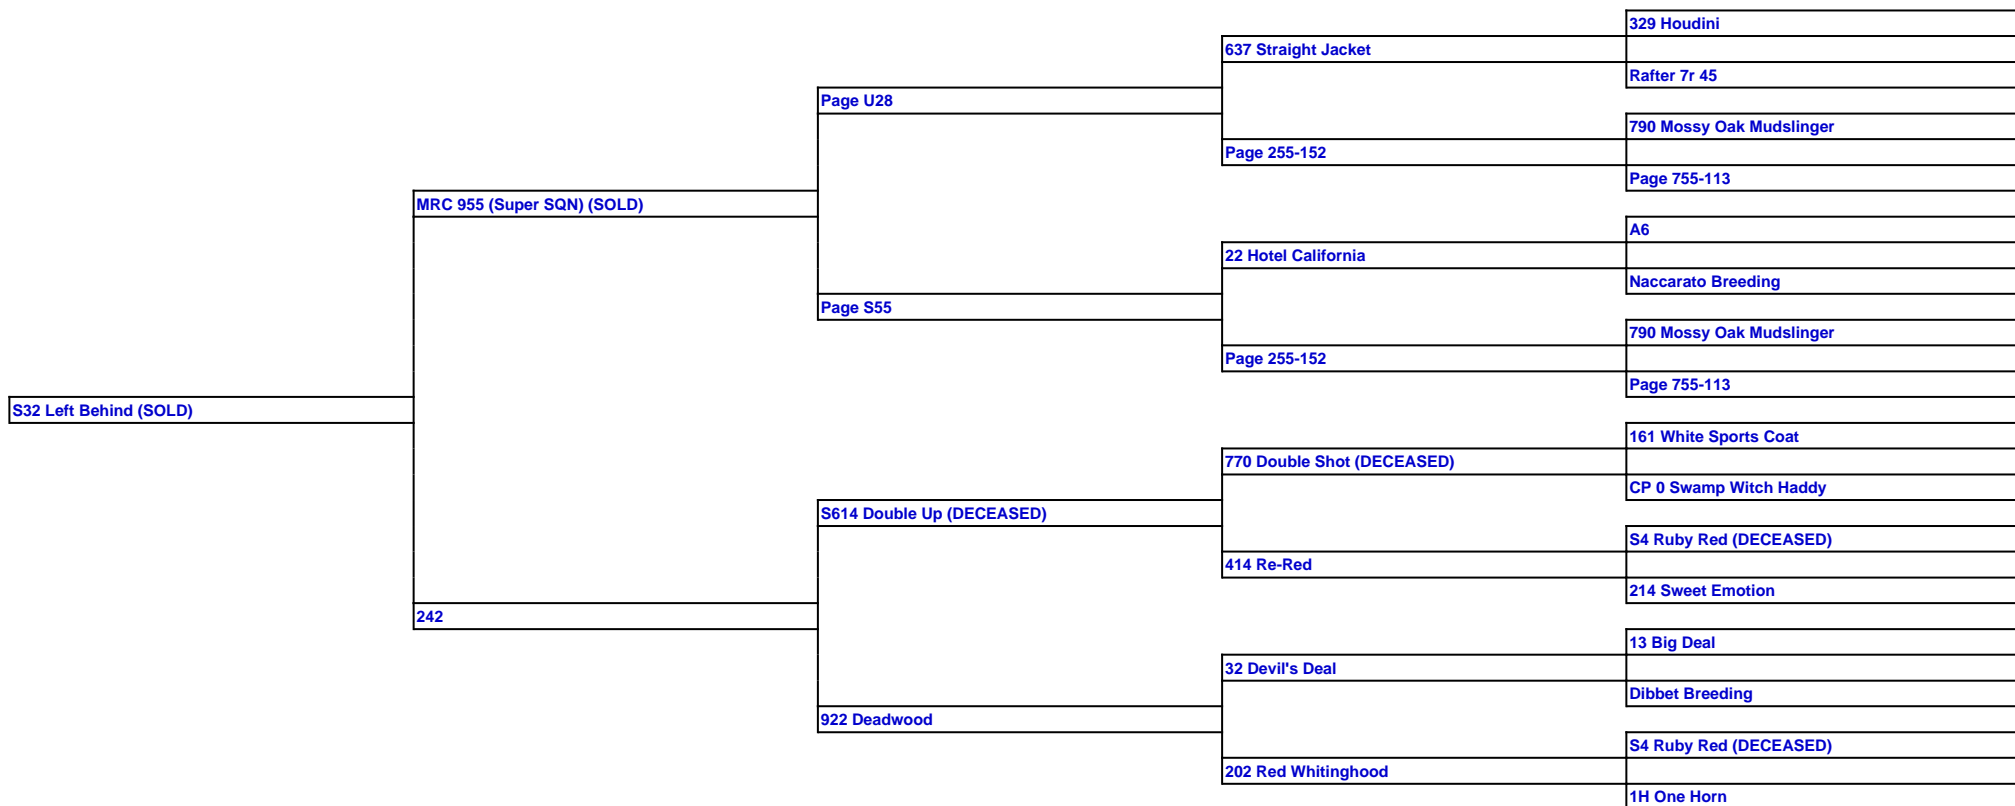 329 Houdini
637 Straight Jacket
Rafter 7r 45
Page U28
790 Mossy Oak Mudslinger
Page 255-152
Page 755-113
MRC 955 (Super SQN) (SOLD)
A6
22 Hotel California
Naccarato Breeding
Page S55
790 Mossy Oak Mudslinger
Page 255-152
Page 755-113
S32 Left Behind (SOLD)
161 White Sports Coat
770 Double Shot (DECEASED)
CP 0 Swamp Witch Haddy
S614 Double Up (DECEASED)
S4 Ruby Red (DECEASED)
414 Re-Red
214 Sweet Emotion
242
13 Big Deal
32 Devil's Deal
Dibbet Breeding
922 Deadwood
S4 Ruby Red (DECEASED)
202 Red Whitinghood
1H One Horn